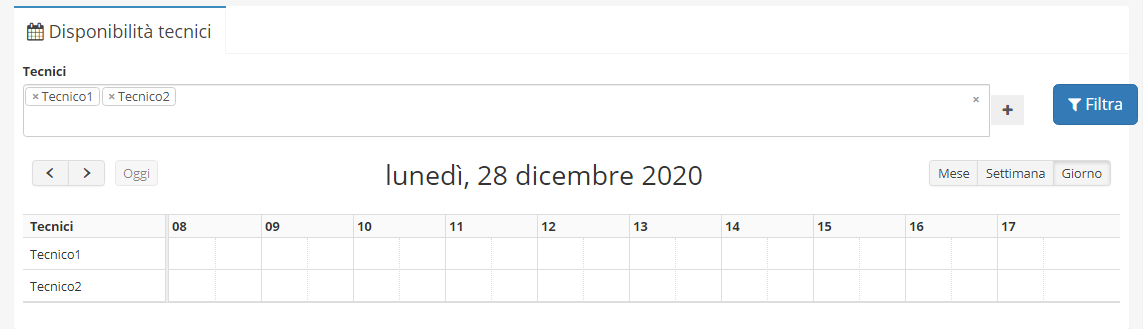 Disponibilità tecnici
Tecnici
× Tecnico1 × Tecnico2 ×
+
Filtra
< > Oggi lunedì, 28 dicembre 2020 Mese Settimana Giorno
Tecnici 08 09 10 11 12 13 14 15 16 17
Tecnico1
Tecnico2